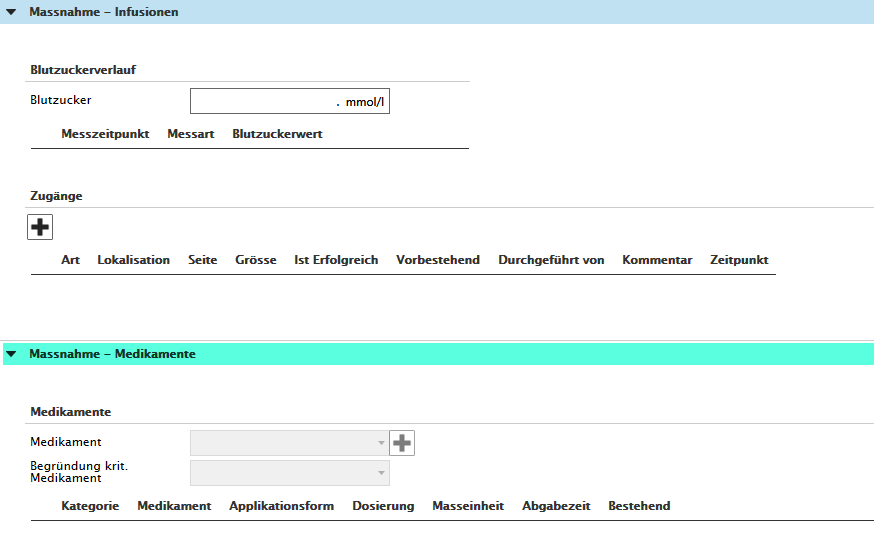 Massnahme – Infusionen
Blutzuckerverlauf
Blutzucker . mmol/l
Messzeitpunkt Messart Blutzuckerwert
Zugänge
Art Lokalisation Seite Grösse Ist Erfolgreich Vorbestehend Durchgeführt von Kommentar Zeitpunkt
Massnahme – Medikamente
Medikamente
Medikament
Begründung krit.
Medikament
Kategorie Medikament Applikationsform Dosierung Masseinheit Abgabezeit Bestehend